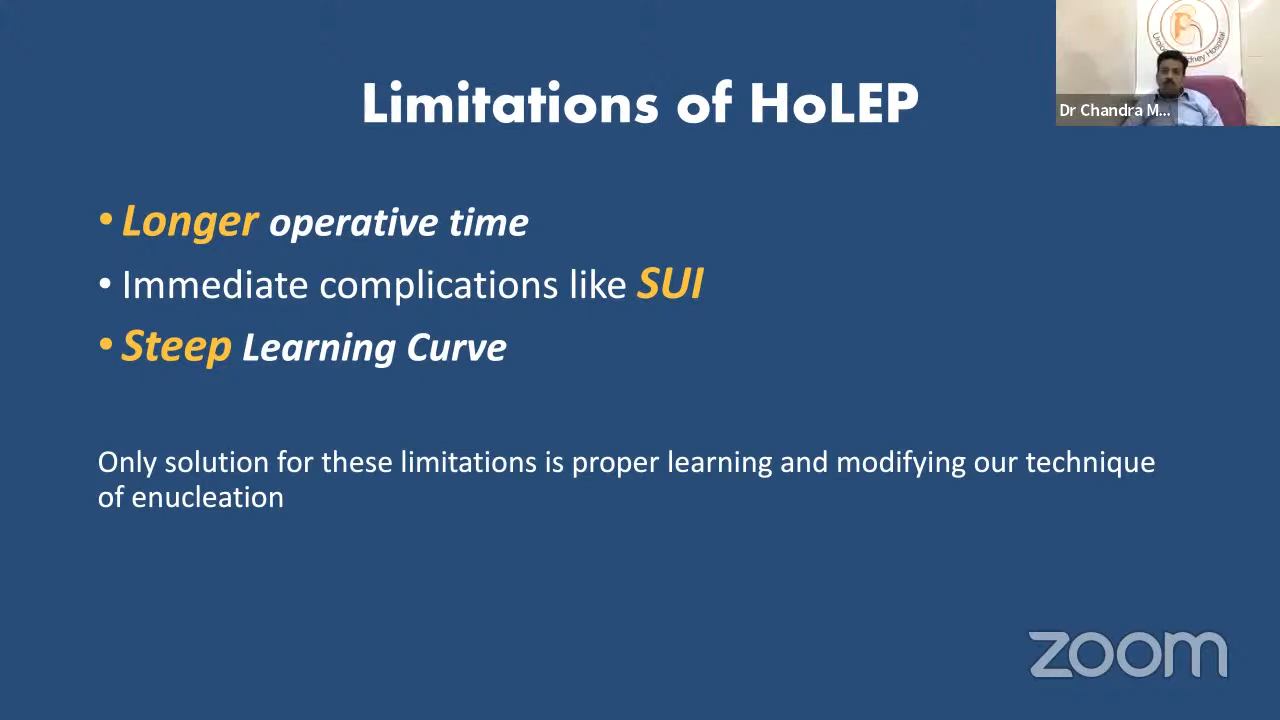 Limitations of HoLEP
Dr Chandra M...
• Longer operative time
• Immediate complications like SUI
• Steep Learning Curve
Only solution for these limitations is proper learning and modifying our technique
of enucleation
zoom